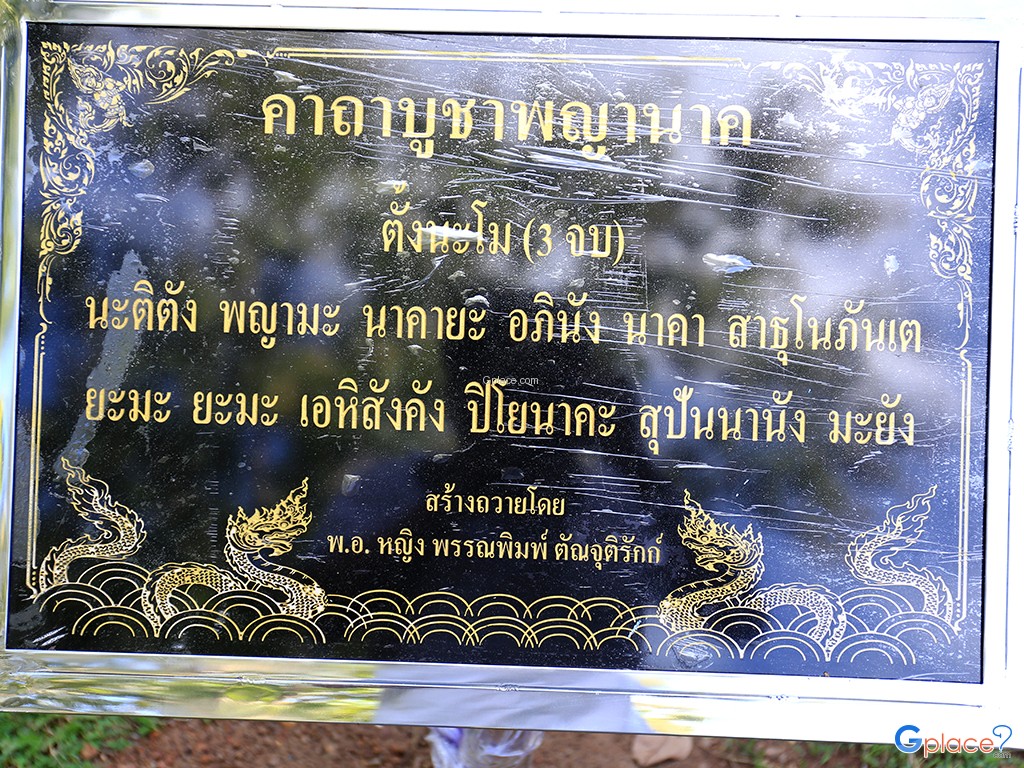 คาถาบูชาพญานาค
ตั้งนะโม (3 จบ)
นะติตัง พญามะ นาคายะ อภินัง นาคา สาธุโนภันเต
Gplace.com
ยะมะ ยะมะ เอหิสังคัง ปิโยนาคะ สุปันนานัง มะยัง
สร้างถวายโดย
พ.อ. หญิง พรรณพิมพ์ ตัณจุติรักก์
Gplace?.com